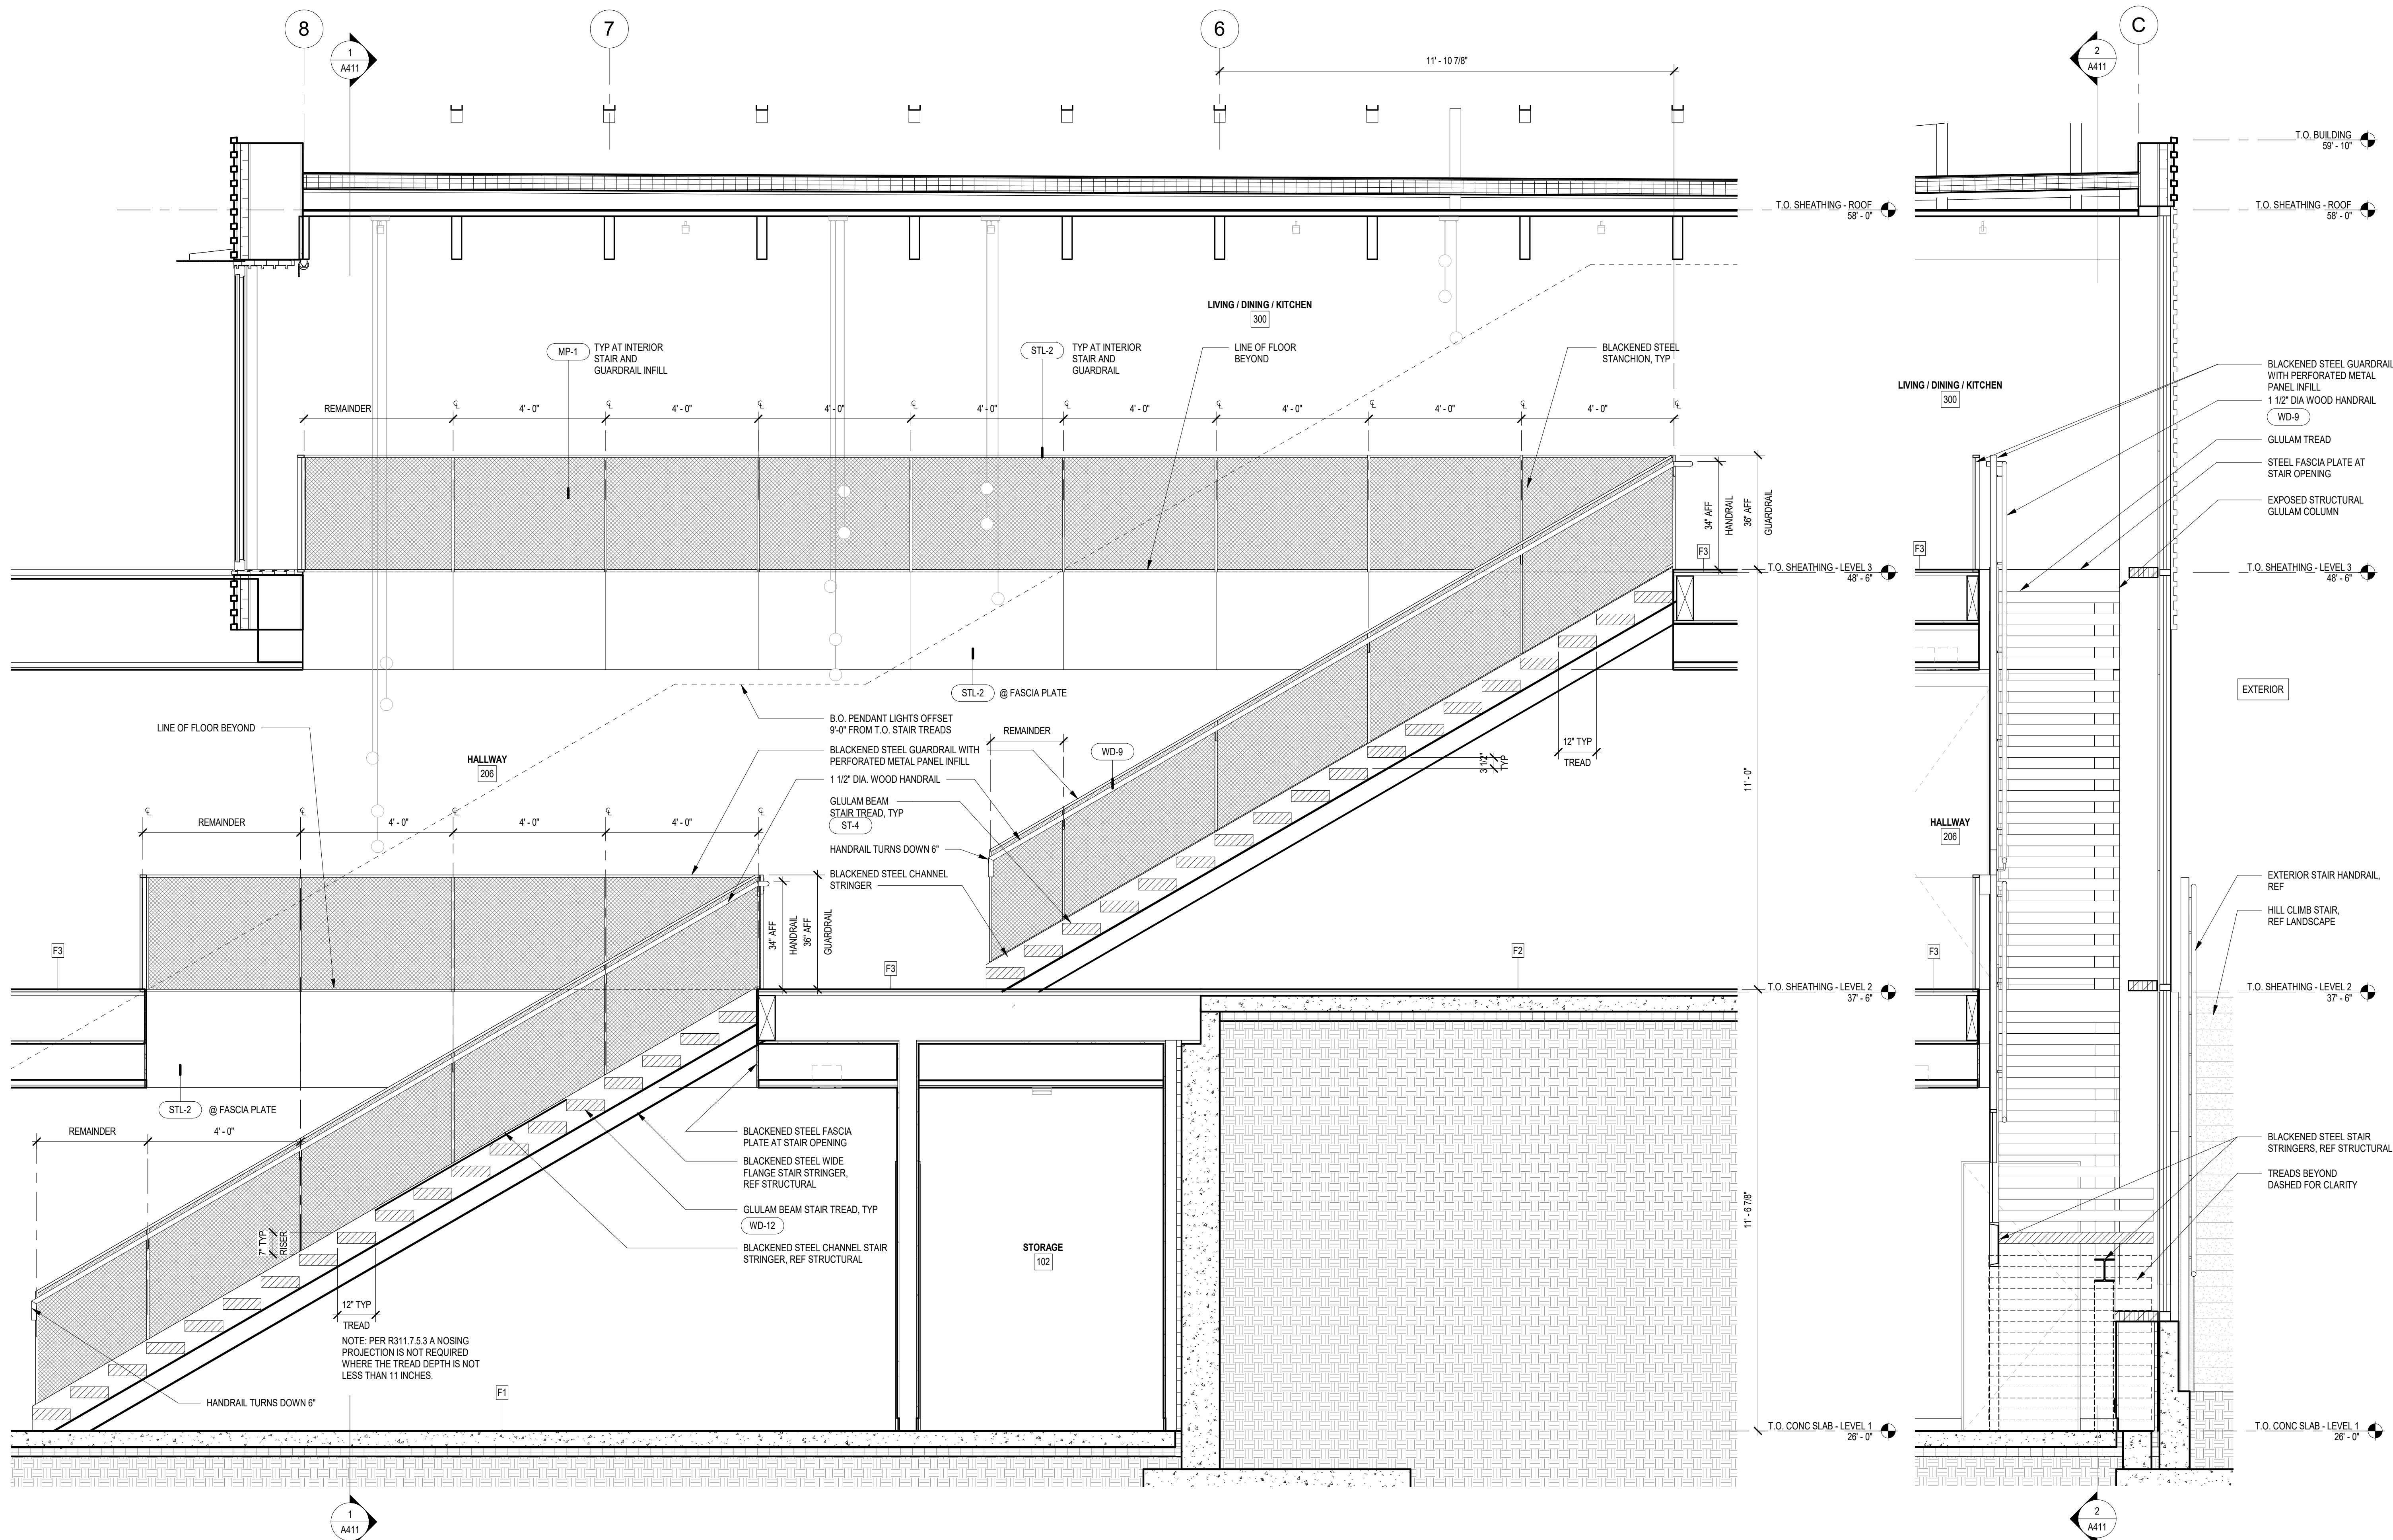 8
7
6
C
1
A411
2
A411
11' - 10 7/8"
T.O. BUILDING
59' - 10"
T.O. SHEATHING - ROOF
58' - 0"
T.O. SHEATHING - ROOF
58' - 0"
LIVING / DINING / KITCHEN
300
MP-1
TYP AT INTERIOR
STAIR AND
GUARDRAIL INFILL
STL-2
TYP AT INTERIOR
STAIR AND
GUARDRAIL
LINE OF FLOOR
BEYOND
BLACKENED STEEL
STANCHION, TYP
LIVING / DINING / KITCHEN
300
BLACKENED STEEL GUARDRAIL
WITH PERFORATED METAL
PANEL INFILL
1 1/2" DIA WOOD HANDRAIL
WD-9
GLULAM TREAD
STEEL FASCIA PLATE AT
STAIR OPENING
EXPOSED STRUCTURAL
GLULAM COLUMN
REMAINDER
℄
4' - 0"
℄
4' - 0"
℄
4' - 0"
℄
4' - 0"
℄
4' - 0"
℄
4' - 0"
℄
4' - 0"
℄
4' - 0"
℄
34" AFF
HANDRAIL
36" AFF
GUARDRAIL
F3
F3
T.O. SHEATHING - LEVEL 3
48' - 6"
T.O. SHEATHING - LEVEL 3
48' - 6"
STL-2
@ FASCIA PLATE
EXTERIOR
LINE OF FLOOR BEYOND
HALLWAY
206
B.O. PENDANT LIGHTS OFFSET
9'-0" FROM T.O. STAIR TREADS
BLACKENED STEEL GUARDRAIL WITH
PERFORATED METAL PANEL INFILL
1 1/2" DIA. WOOD HANDRAIL
GLULAM BEAM
STAIR TREAD, TYP
ST-4
HANDRAIL TURNS DOWN 6"
BLACKENED STEEL CHANNEL
STRINGER
REMAINDER
WD-9
3 1/2"
TYP
12" TYP
TREAD
11' - 0"
HALLWAY
206
EXTERIOR STAIR HANDRAIL,
REF
HILL CLIMB STAIR,
REF LANDSCAPE
℄
REMAINDER
℄
4' - 0"
℄
4' - 0"
℄
4' - 0"
℄
34" AFF
HANDRAIL
36" AFF
GUARDRAIL
F3
F3
F2
F3
T.O. SHEATHING - LEVEL 2
37' - 6"
T.O. SHEATHING - LEVEL 2
37' - 6"
STL-2
@ FASCIA PLATE
REMAINDER
4' - 0"
BLACKENED STEEL FASCIA
PLATE AT STAIR OPENING
BLACKENED STEEL WIDE
FLANGE STAIR STRINGER,
REF STRUCTURAL
GLULAM BEAM STAIR TREAD, TYP
WD-12
BLACKENED STEEL CHANNEL STAIR
STRINGER, REF STRUCTURAL
STORAGE
102
11' - 6 7/8"
BLACKENED STEEL STAIR
STRINGERS, REF STRUCTURAL
TREADS BEYOND
DASHED FOR CLARITY
7" TYP
RISER
12" TYP
TREAD
NOTE: PER R311.7.5.3 A NOSING
PROJECTION IS NOT REQUIRED
WHERE THE TREAD DEPTH IS NOT
LESS THAN 11 INCHES.
HANDRAIL TURNS DOWN 6"
F1
T.O. CONC SLAB - LEVEL 1
26' - 0"
T.O. CONC SLAB - LEVEL 1
26' - 0"
1
A411
2
A411